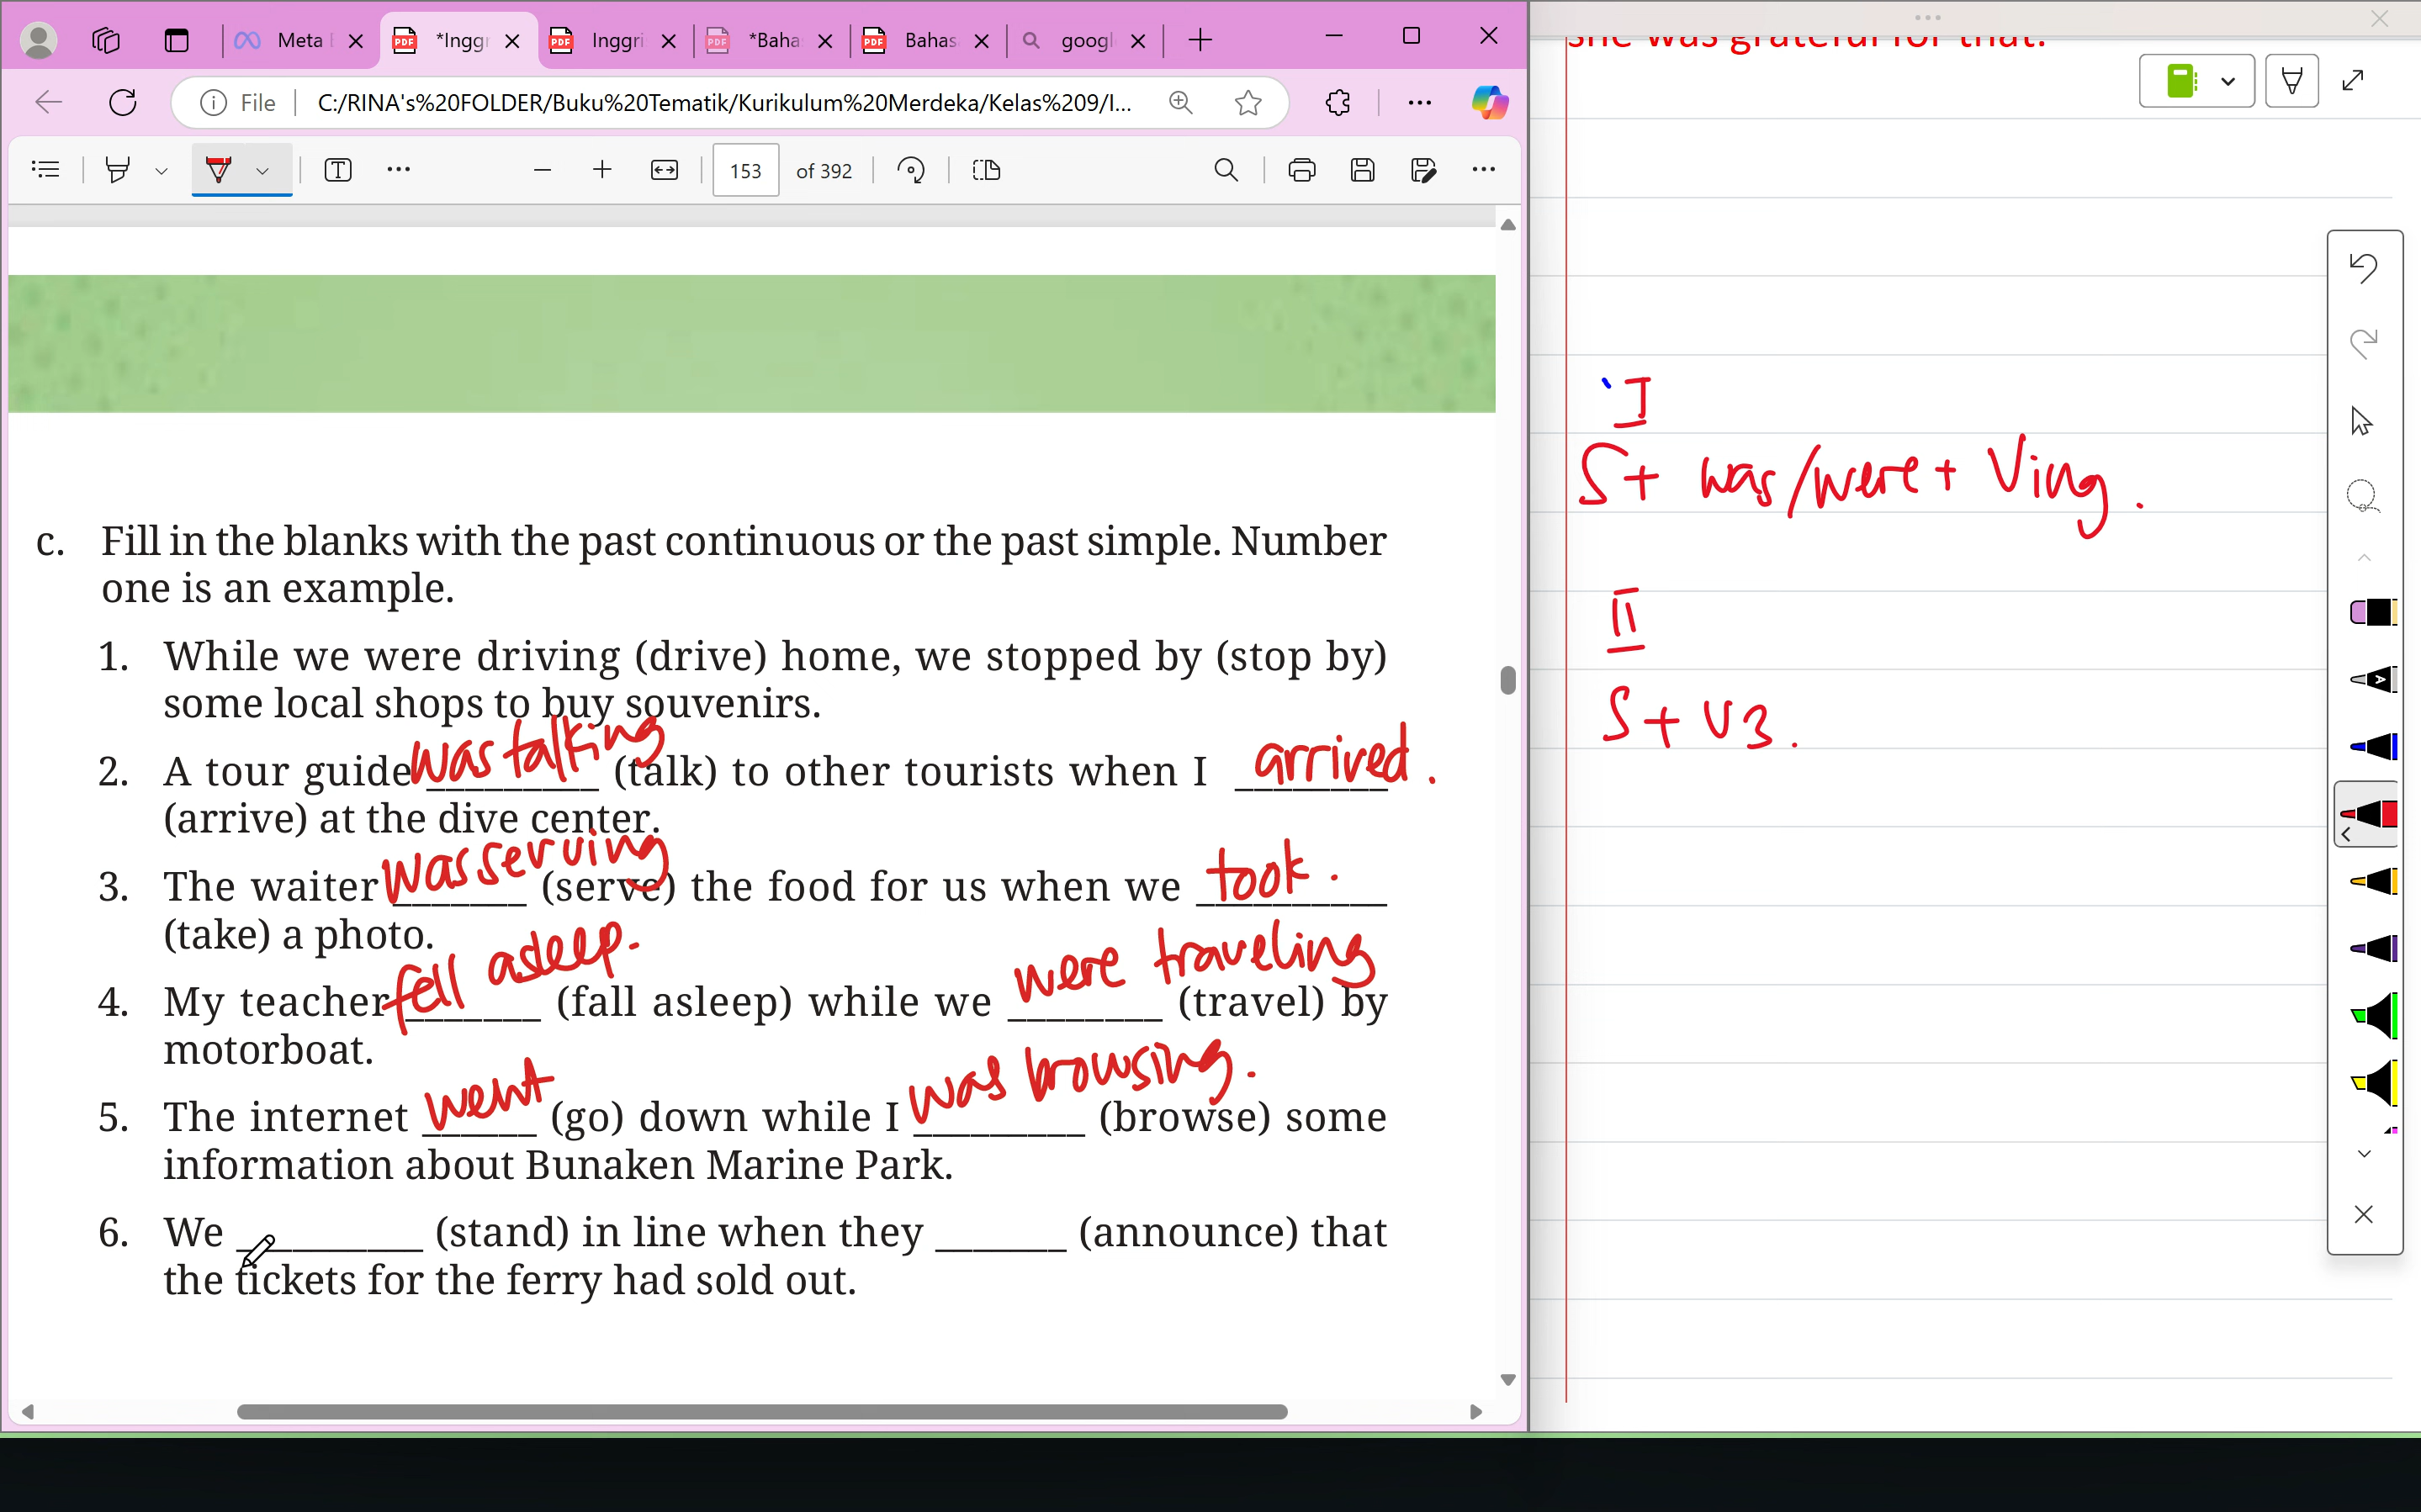 Meta
*Inggr
Inggri
*Baha
Bahas
googl
File
C:/RINA's%20FOLDER/Buku%20Tematik/Kurikulum%20Merdeka/Kelas%209/I...
153 of 392
c. Fill in the blanks with the past continuous or the past simple. Number
one is an example.
1. While we were driving (drive) home, we stopped by (stop by)
some local shops to buy souvenirs.
2. A tour guide was talking (talk) to other tourists when I arrived.
(arrive) at the dive center.
3. The waiter was serving (serve) the food for us when we took.
(take) a photo.
4. My teacher fell asleep. (fall asleep) while we were traveling (travel) by
motorboat.
5. The internet went (go) down while I was browsing. (browse) some
information about Bunaken Marine Park.
6. We __________ (stand) in line when they _______ (announce) that
the tickets for the ferry had sold out.
she was grateful for that.
I
S + was/were + Ving.
II
S + V3.